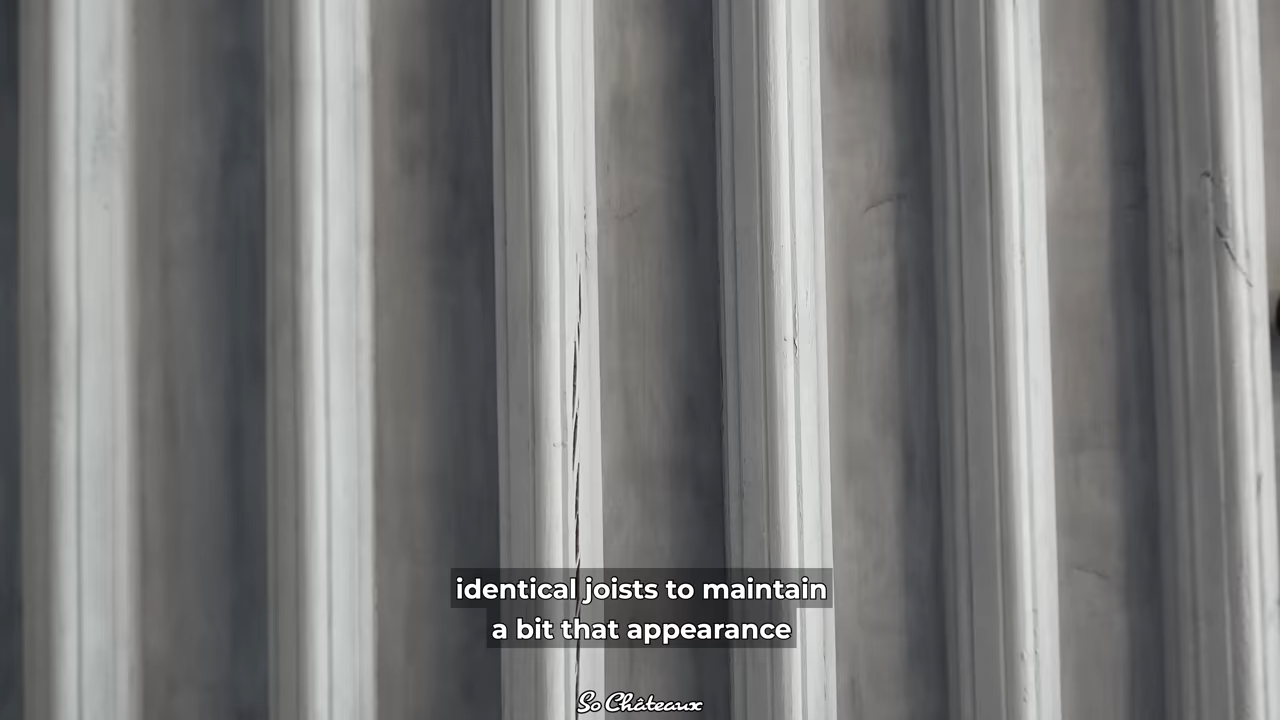 identical joists to maintain
a bit that appearance
So Châteaux